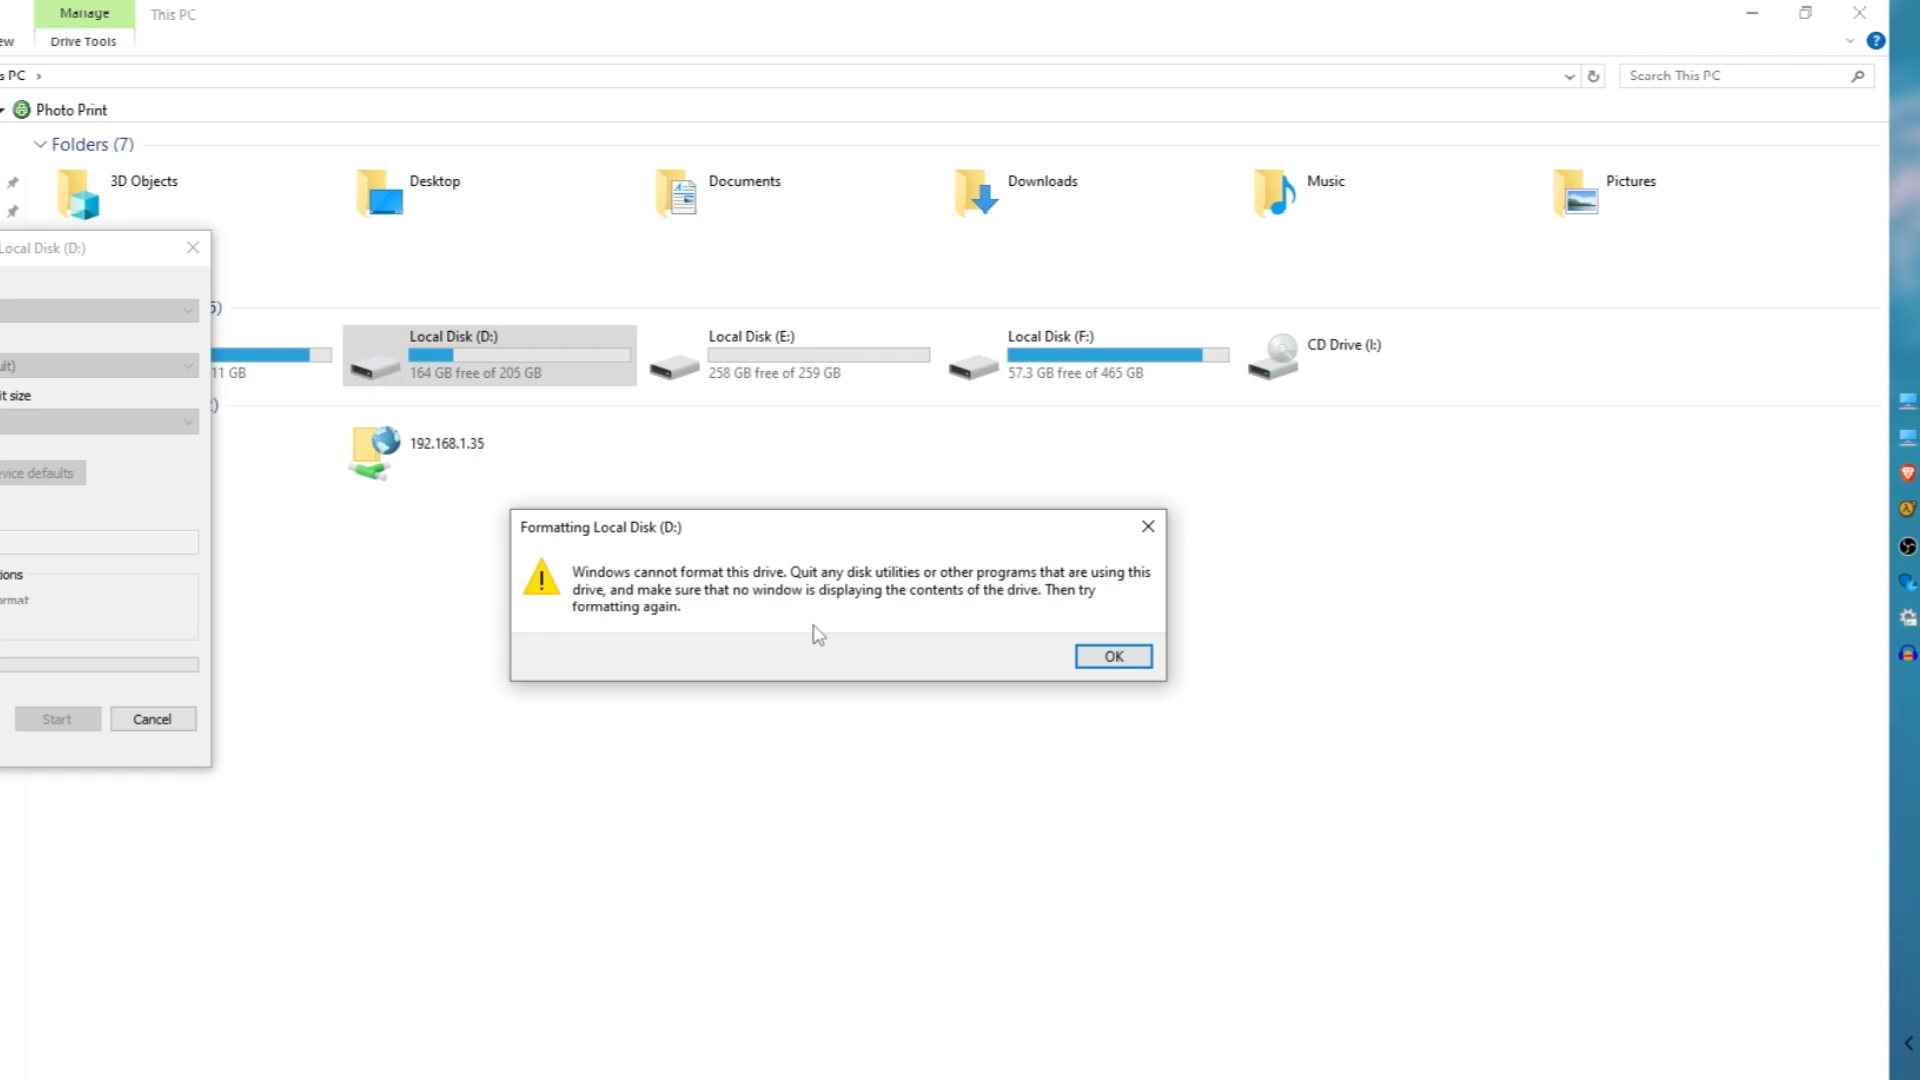 Manage
This PC
ew
Drive Tools
s PC
Search This PC
Photo Print
Folders (7)
3D Objects
Desktop
Documents
Downloads
Music
Pictures
Local Disk (D:)
5)
Local Disk (D:)
Local Disk (E:)
Local Disk (F:)
CD Drive (I:)
ult)
11 GB
164 GB free of 205 GB
258 GB free of 259 GB
57.3 GB free of 465 GB
it size
2)
192.168.1.35
evice defaults
Formatting Local Disk (D:)
Windows cannot format this drive. Quit any disk utilities or other programs that are using this
drive, and make sure that no window is displaying the contents of the drive. Then try
formatting again.
ions
ormat
OK
Start
Cancel